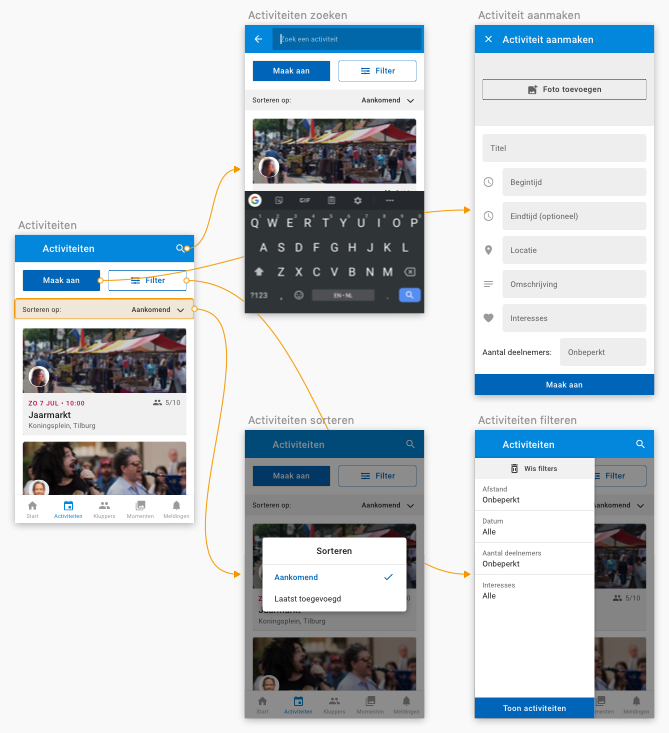 Activiteiten zoeken
Zoek een activiteit
Maak aan
Filter
Sorteren op:
Aankomend
GIF
Q W E R T Y U I O P
A S D F G H J K L
Z X C V B N M
?123 , EN • NL .
Activiteit aanmaken
Activiteit aanmaken
Foto toevoegen
Titel
Begintijd
Eindtijd (optioneel)
Locatie
Omschrijving
Interesses
Aantal deelnemers:
Onbeperkt
Maak aan
Activiteiten
Activiteiten
Maak aan
Filter
Sorteren op:
Aankomend
ZO 7 JUL • 10:00
5/10
Jaarmarkt
Koningsplein, Tilburg
Start
Activiteiten
Kluppers
Momenten
Meldingen
Activiteiten sorteren
Activiteiten
Maak aan
Filter
Sorteren op:
Aankomend
Sorteren
Aankomend
Laatst toegevoegd
Jaarmarkt
Koningsplein, Tilburg
Start
Activiteiten
Kluppers
Momenten
Meldingen
Activiteiten filteren
Activiteiten
Wis filters
Filter
Afstand
Onbeperkt
Aankomend
Datum
Alle
Aantal deelnemers
Onbeperkt
Interesses
Alle
5/10
Meldingen
Toon activiteiten